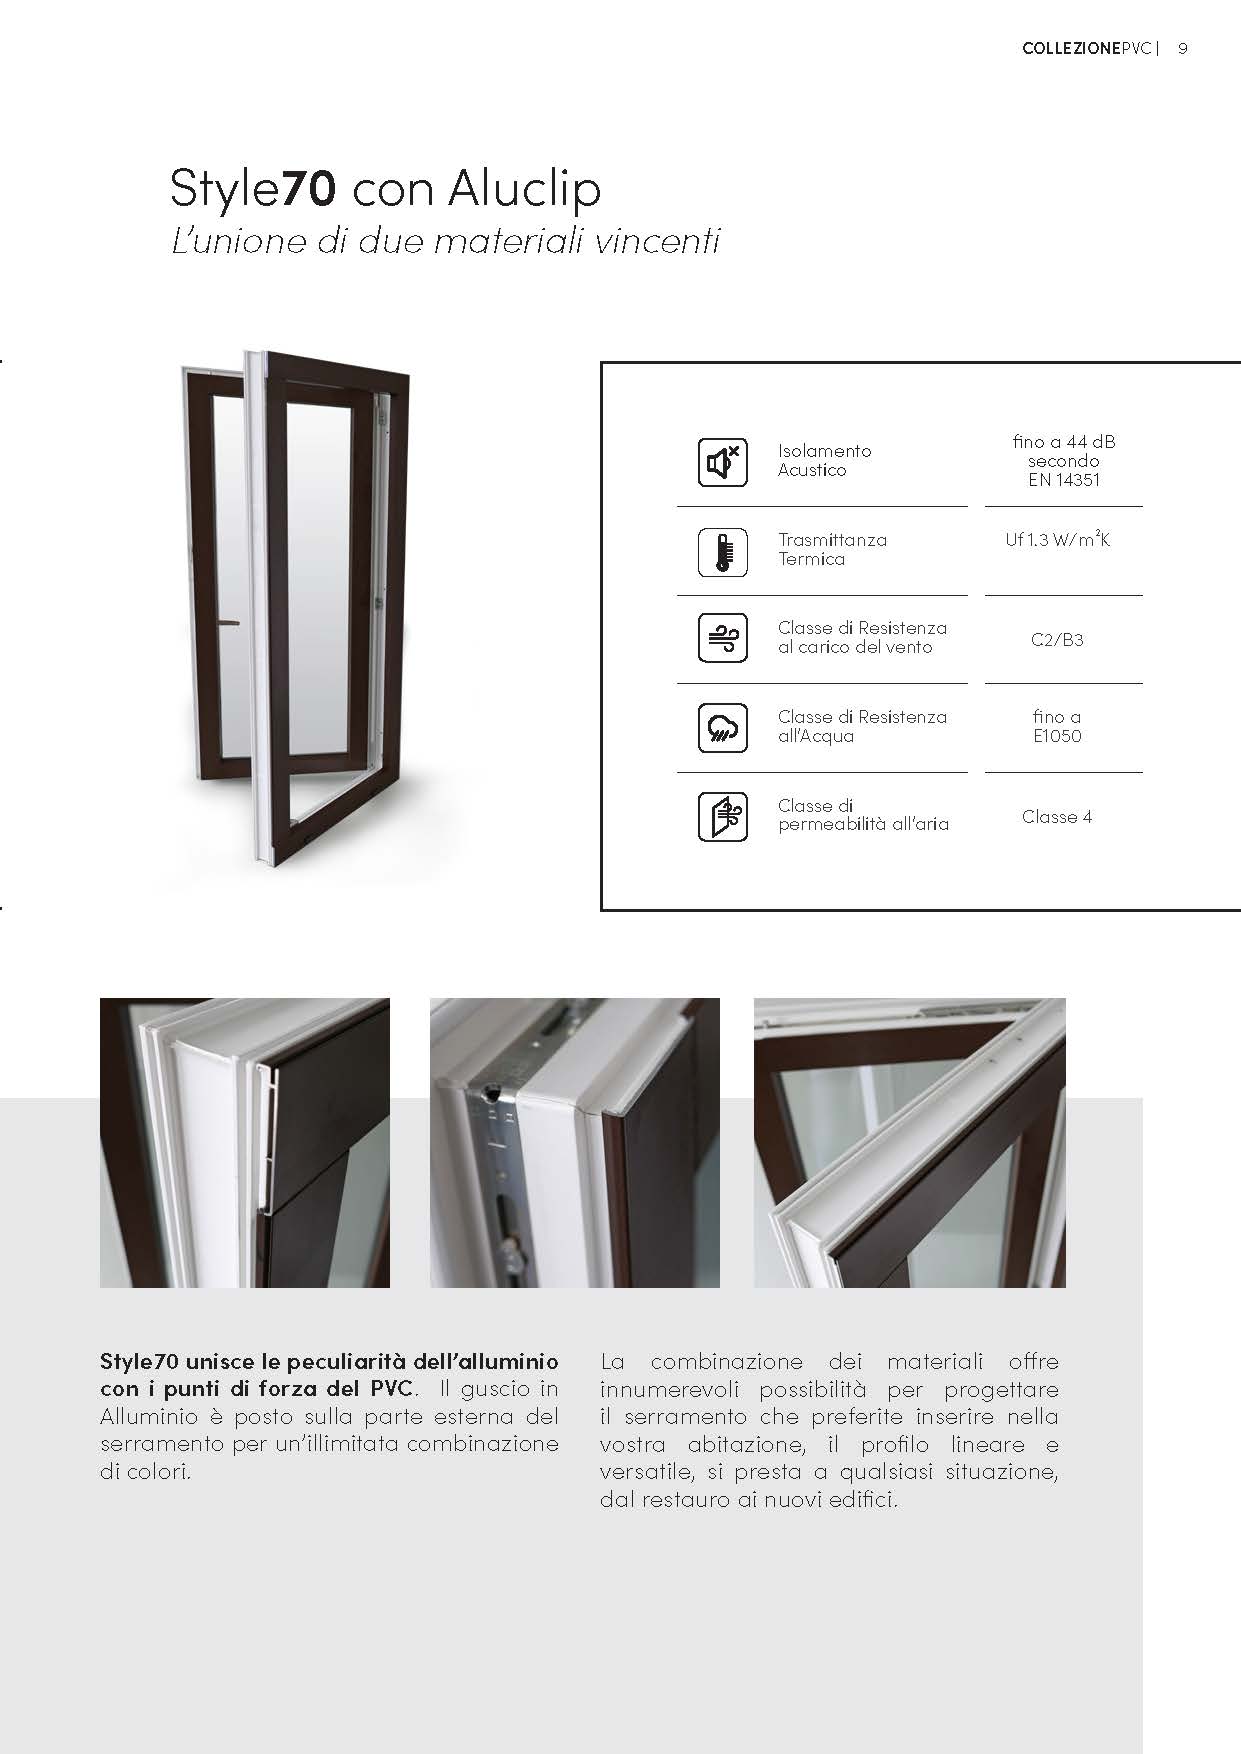 COLLEZIONEPVC | 9
Style70 con Aluclip
L'unione di due materiali vincenti
Isolamento
Acustico
fino a 44 dB
secondo
EN 14351
Trasmittanza
Termica
Uf 1.3 W/m²K
Classe di Resistenza
al carico del vento
C2/B3
Classe di Resistenza
all'Acqua
fino a
E1050
Classe di
permeabilità all'aria
Classe 4
Style70 unisce le peculiarità dell'alluminio
con i punti di forza del PVC. Il guscio in
Alluminio è posto sulla parte esterna del
serramento per un'illimitata combinazione
di colori.
La combinazione dei materiali offre
innumerevoli possibilità per progettare
il serramento che preferite inserire nella
vostra abitazione, il profilo lineare e
versatile, si presta a qualsiasi situazione,
dal restauro ai nuovi edifici.